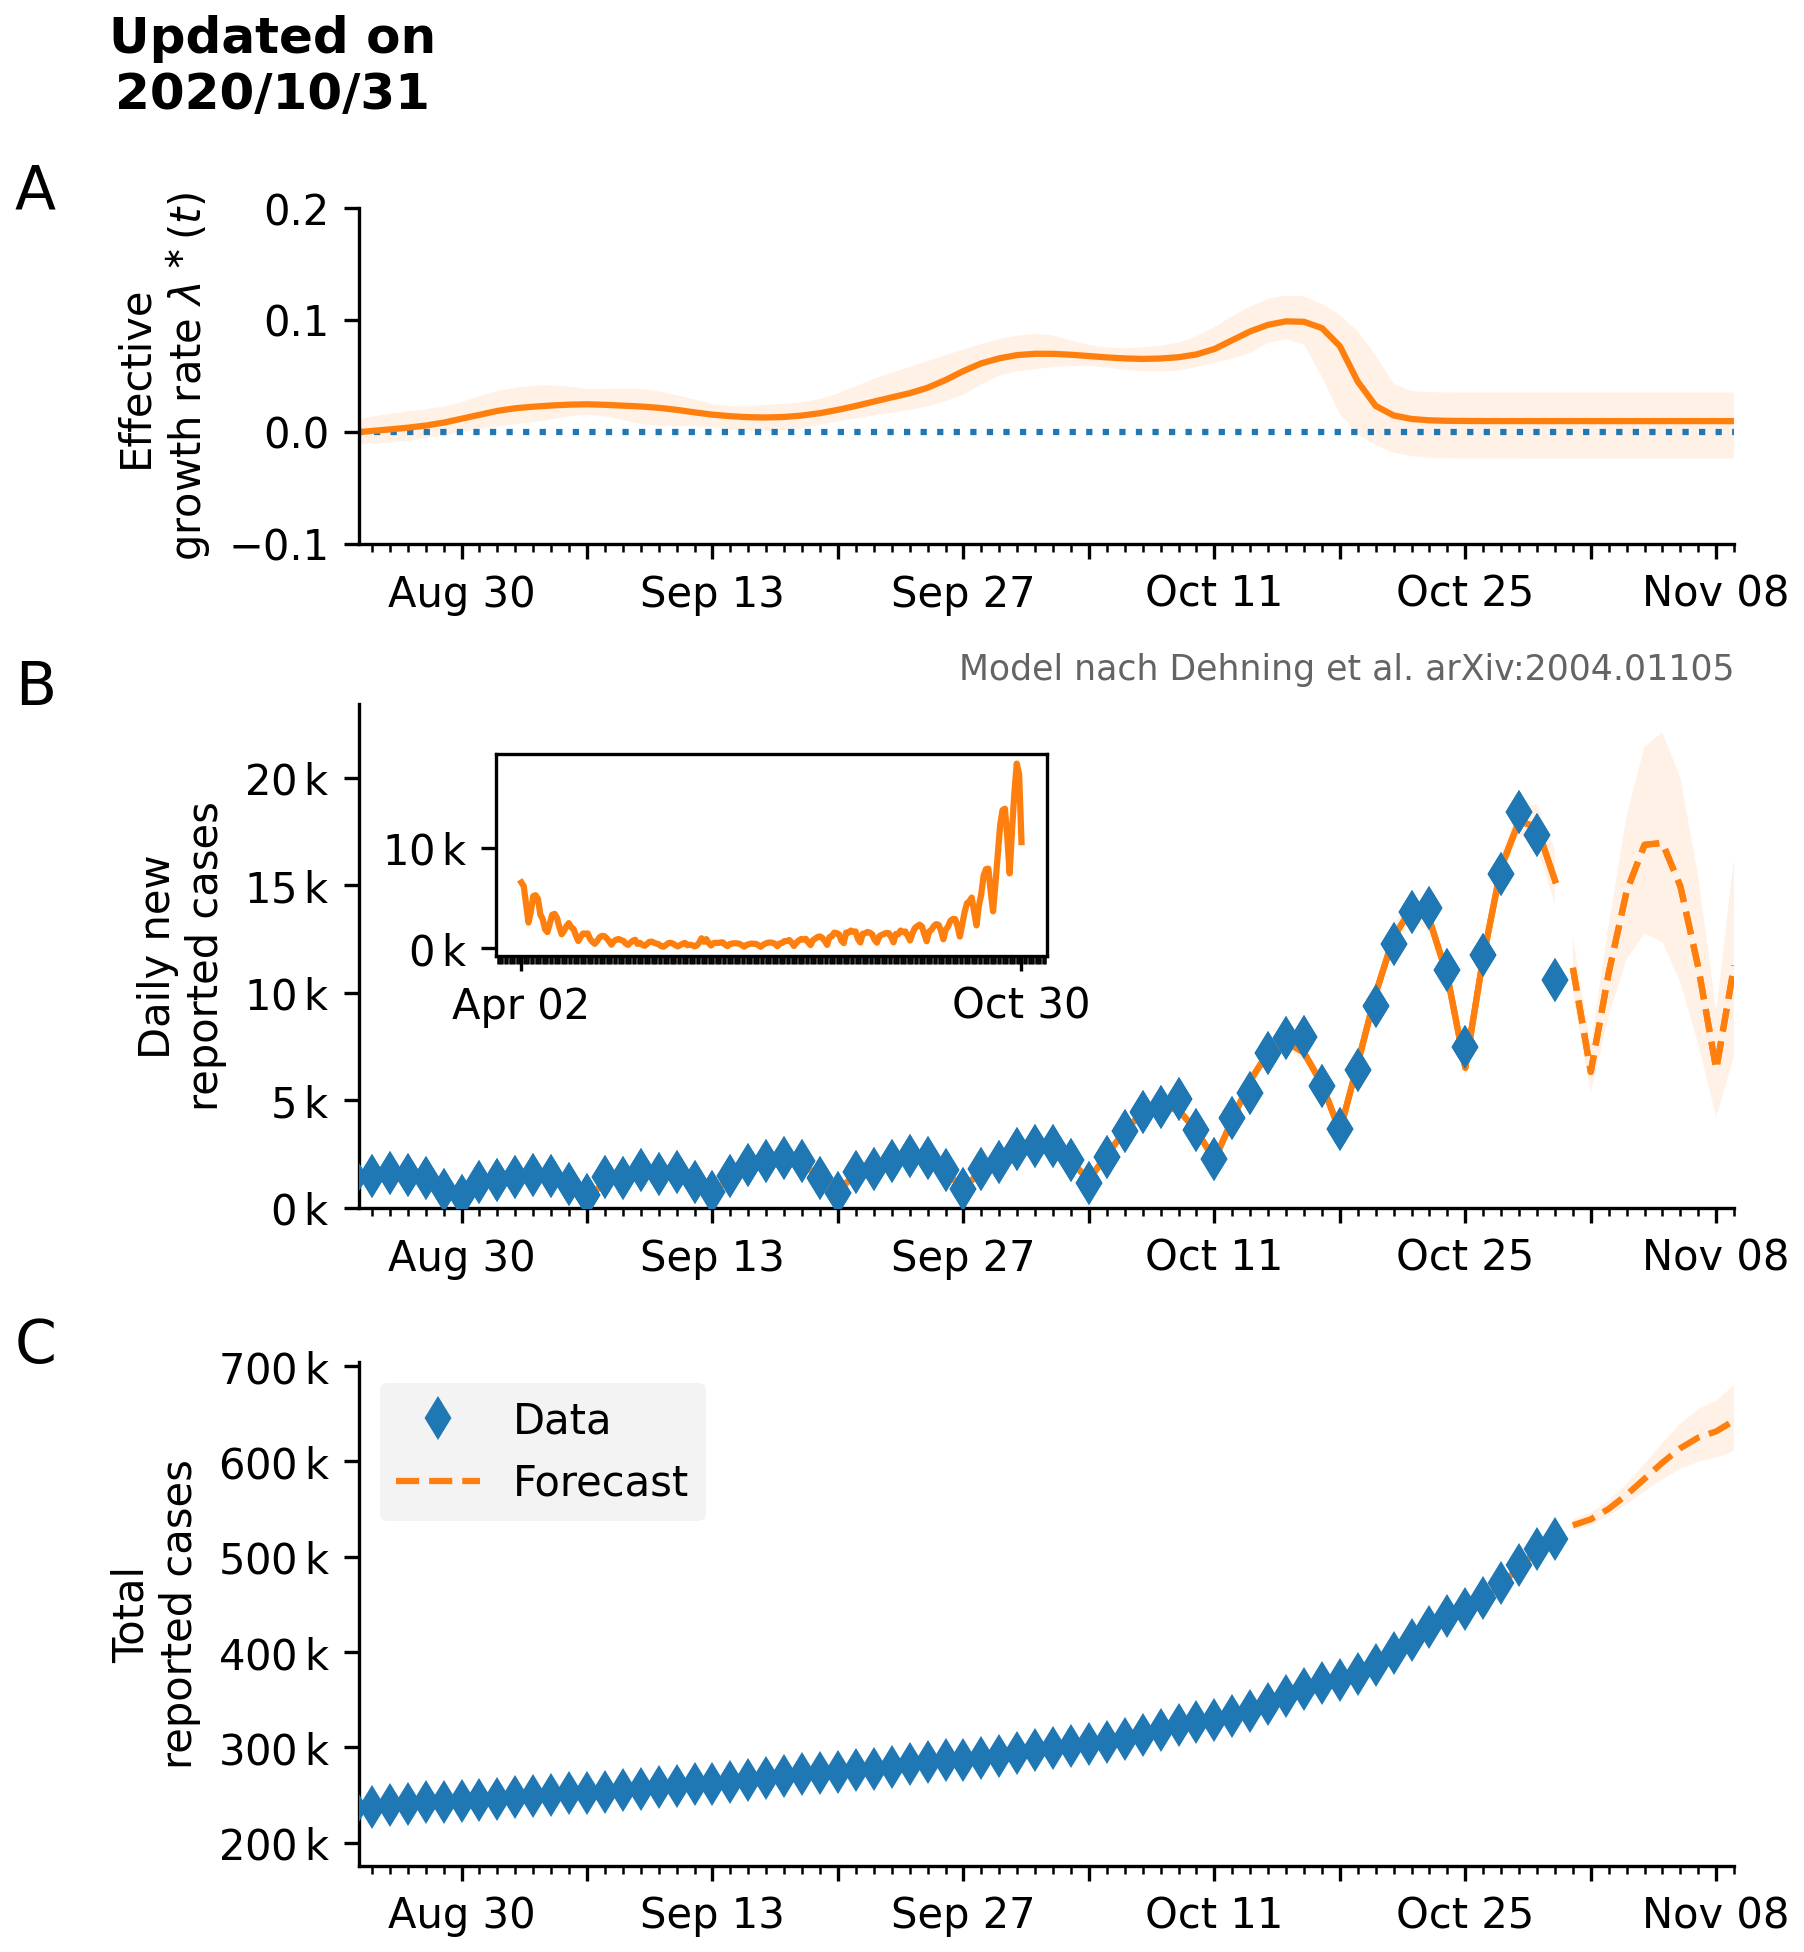 Updated on
2020/10/31
A
Effective
growth rate λ * (t)
0.2
0.1
0.0
−0.1
Aug 30 Sep 13 Sep 27 Oct 11 Oct 25 Nov 08
B
Model nach Dehning et al. arXiv:2004.01105
Daily new
reported cases
20 k
15 k
10 k
5 k
0 k
10 k
0 k
Apr 02 Oct 30
Aug 30 Sep 13 Sep 27 Oct 11 Oct 25 Nov 08
C
Total
reported cases
700 k
600 k
500 k
400 k
300 k
200 k
Data
Forecast
Aug 30 Sep 13 Sep 27 Oct 11 Oct 25 Nov 08